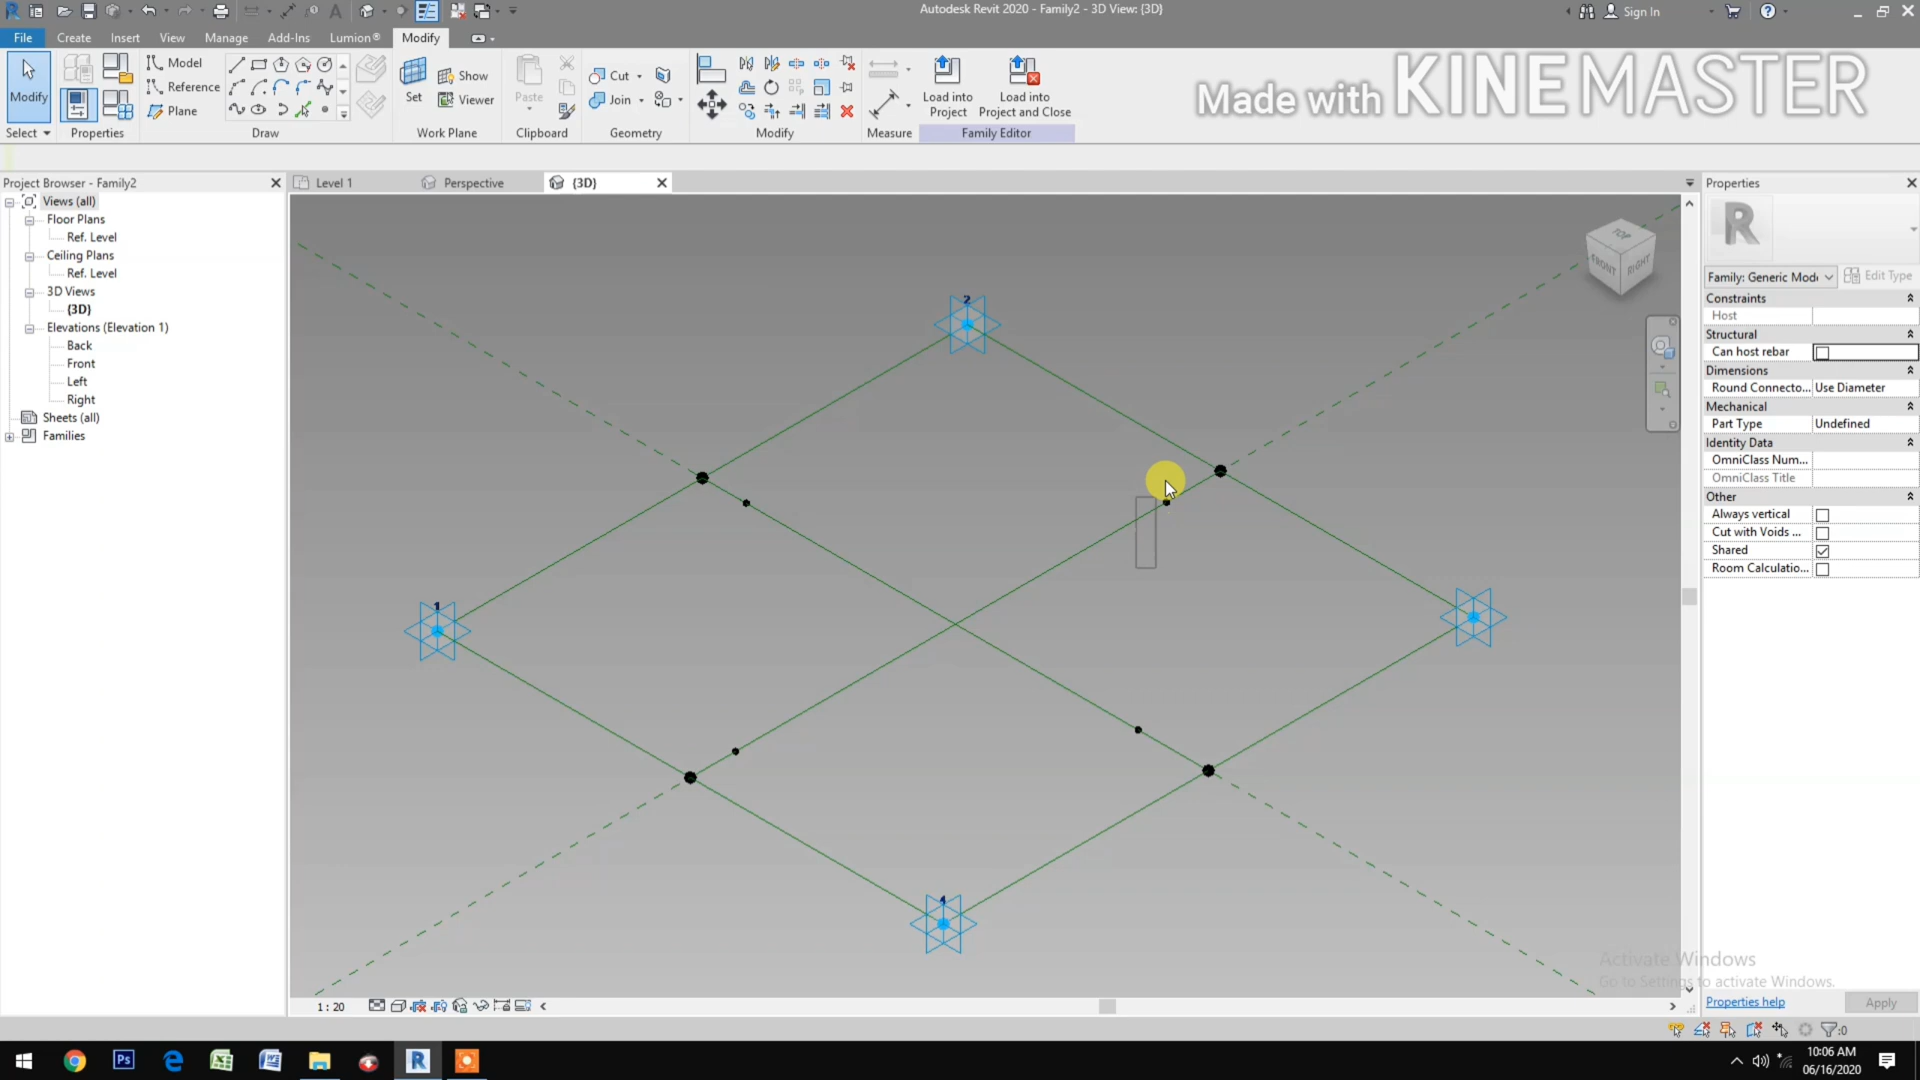 Autodesk Revit 2020 - Family2 - 3D View: {3D}
Sign In
File Create Insert View Manage Add-Ins Lumion® Modify
Modify
Model
Reference
Plane
Set
Show
Viewer
Paste
Cut
Join
Load into
Project
Load into
Project and Close
Select
Properties
Draw
Work Plane
Clipboard
Geometry
Modify
Measure
Family Editor
Made with KINEMASTER
Project Browser - Family2
Views (all)
Floor Plans
Ref. Level
Ceiling Plans
Ref. Level
3D Views
{3D}
Elevations (Elevation 1)
Back
Front
Left
Right
Sheets (all)
Families
Level 1
Perspective
{3D}
TOP
FRONT
RIGHT
2
1
4
1 : 20
Properties
R
Family: Generic Mod
Edit Type
Constraints
Host
Structural
Can host rebar
Dimensions
Round Connecto... Use Diameter
Mechanical
Part Type Undefined
Identity Data
OmniClass Num...
OmniClass Title
Other
Always vertical
Cut with Voids ...
Shared
Room Calculatio...
Activate Windows
Go to Settings to activate Windows.
Properties help
Apply
:0
10:06 AM
06/16/2020